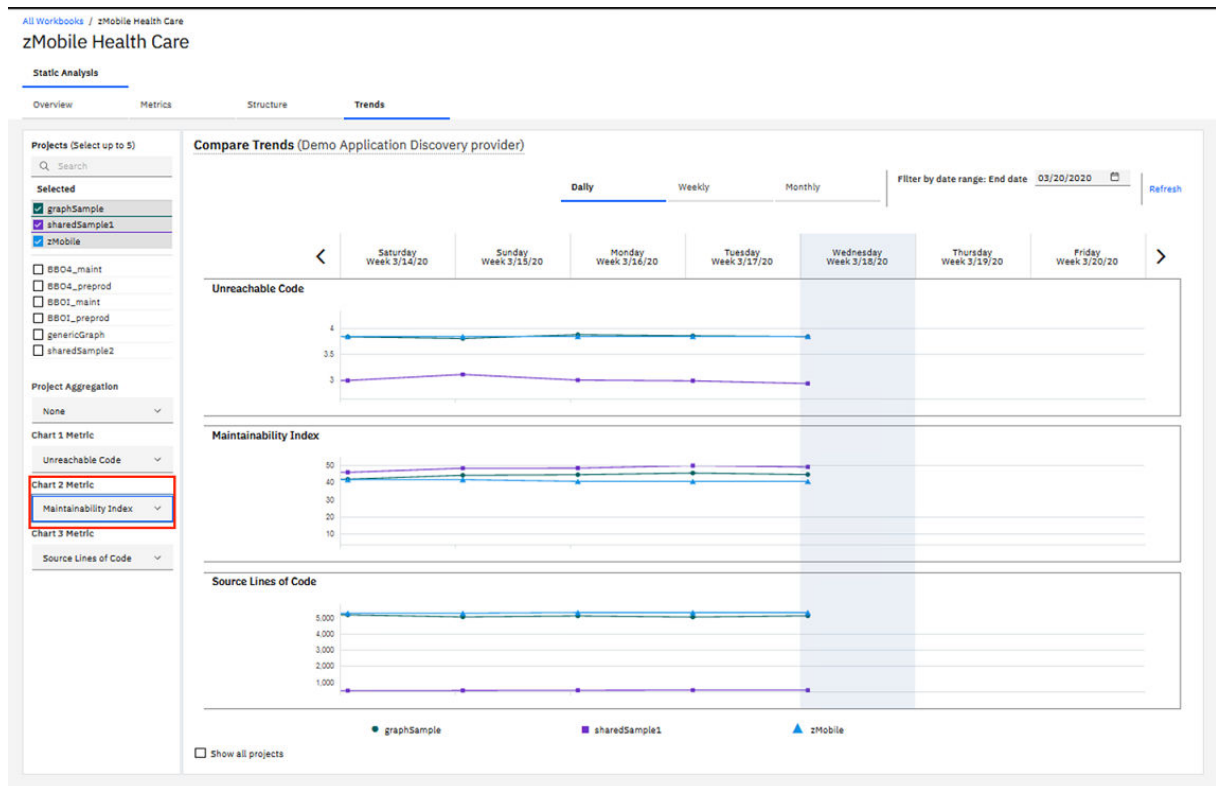 All Workbooks / zMobile Health Care
zMobile Health Care
Static Analysis
Overview Metrics Structure Trends
Projects (Select up to 5)
Search
Selected
graphSample
sharedSample1
zMobile
BBO4_maint
BBO4_preprod
BBOI_maint
BBOI_preprod
genericGraph
sharedSample2
Project Aggregation
None
Chart 1 Metric
Unreachable Code
Chart 2 Metric
Maintainability Index
Chart 3 Metric
Source Lines of Code
Compare Trends (Demo Application Discovery provider)
Daily Weekly Monthly
Filter by date range: End date 03/20/2020
Refresh
Saturday Sunday Monday Tuesday Wednesday Thursday Friday
Week 3/14/20 Week 3/15/20 Week 3/16/20 Week 3/17/20 Week 3/18/20 Week 3/19/20 Week 3/20/20
Unreachable Code
4
3.5
3
Maintainability Index
50
40
30
20
10
Source Lines of Code
5,000
4,000
3,000
2,000
1,000
graphSample sharedSample1 zMobile
Show all projects